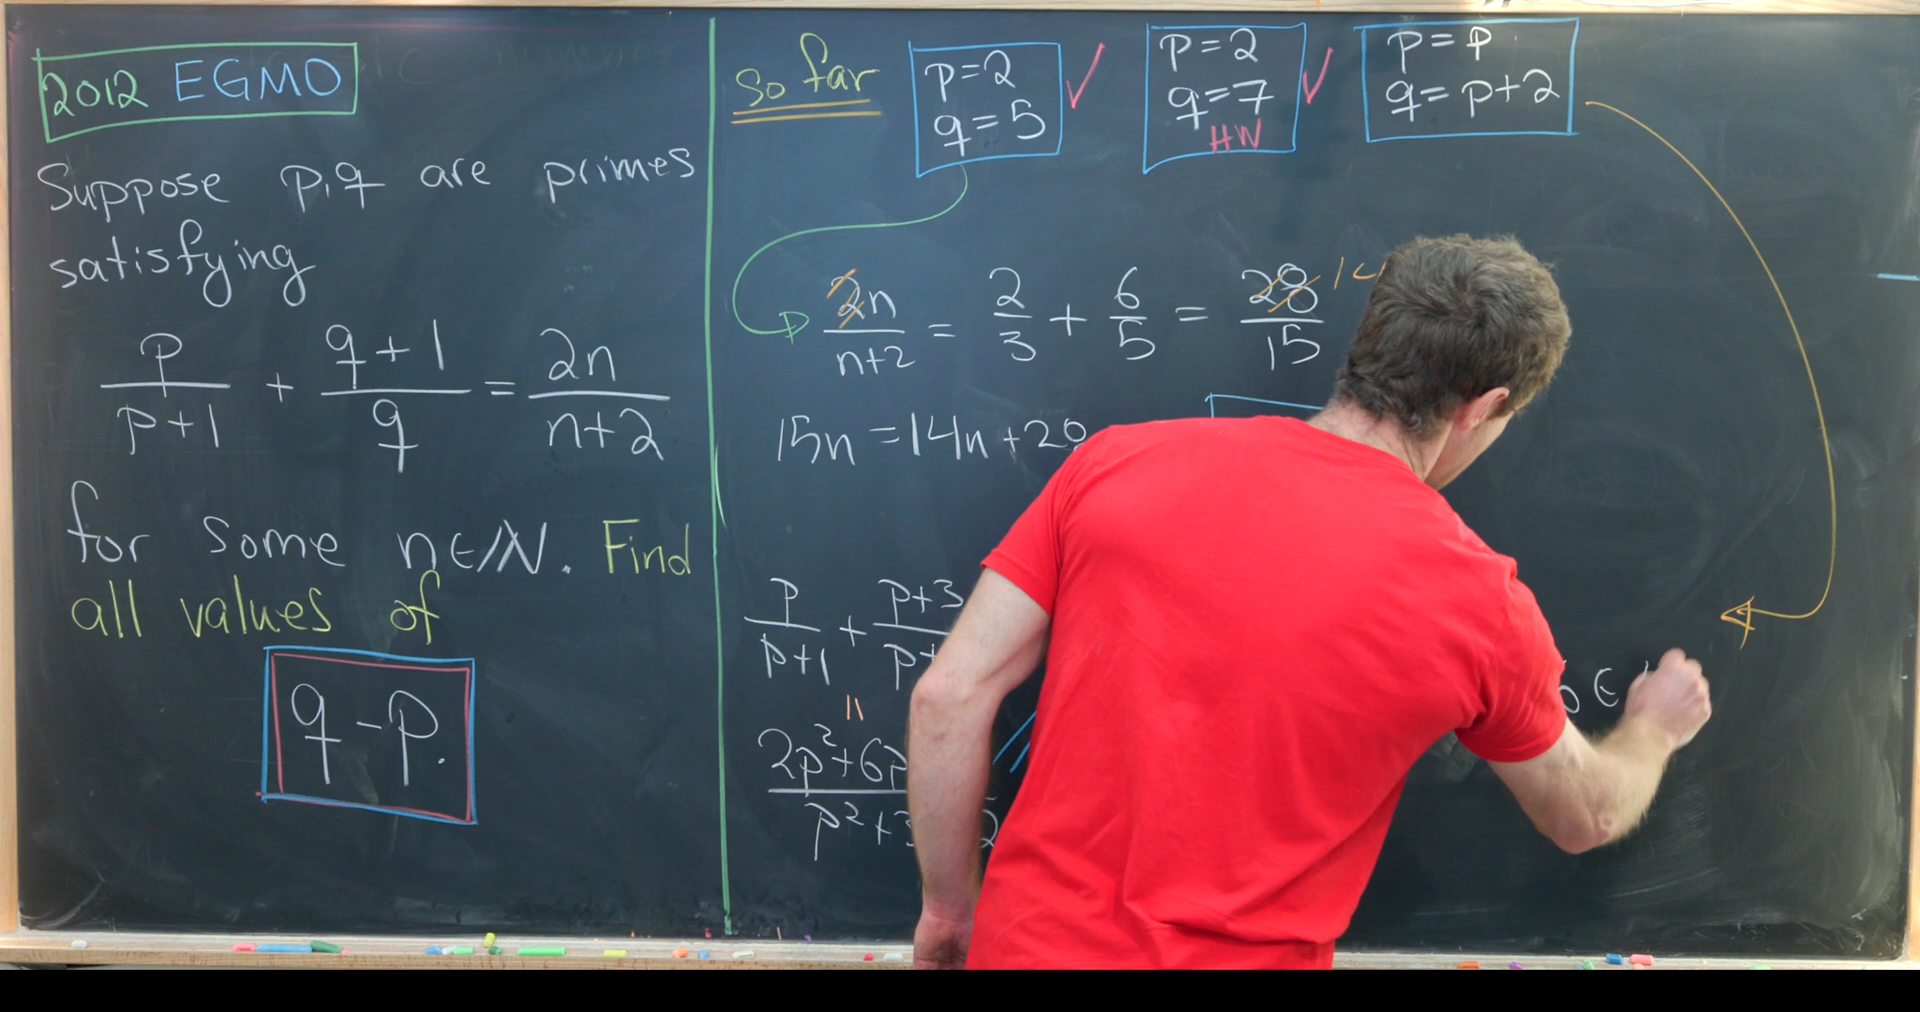 2012 EGMO
Suppose p,q are primes
satisfying
p/(p+1) + (q+1)/q = 2n/(n+2)
for some n∈ℕ. Find
all values of
q-p.
So far
p=2
q=5
p=2
q=7
HW
p=p
q=p+2
2n/(n+2) = 2/3 + 6/5 = 28/15
15n=14n+28
p/(p+1) + p+3
=
2p²+6p
p²+3